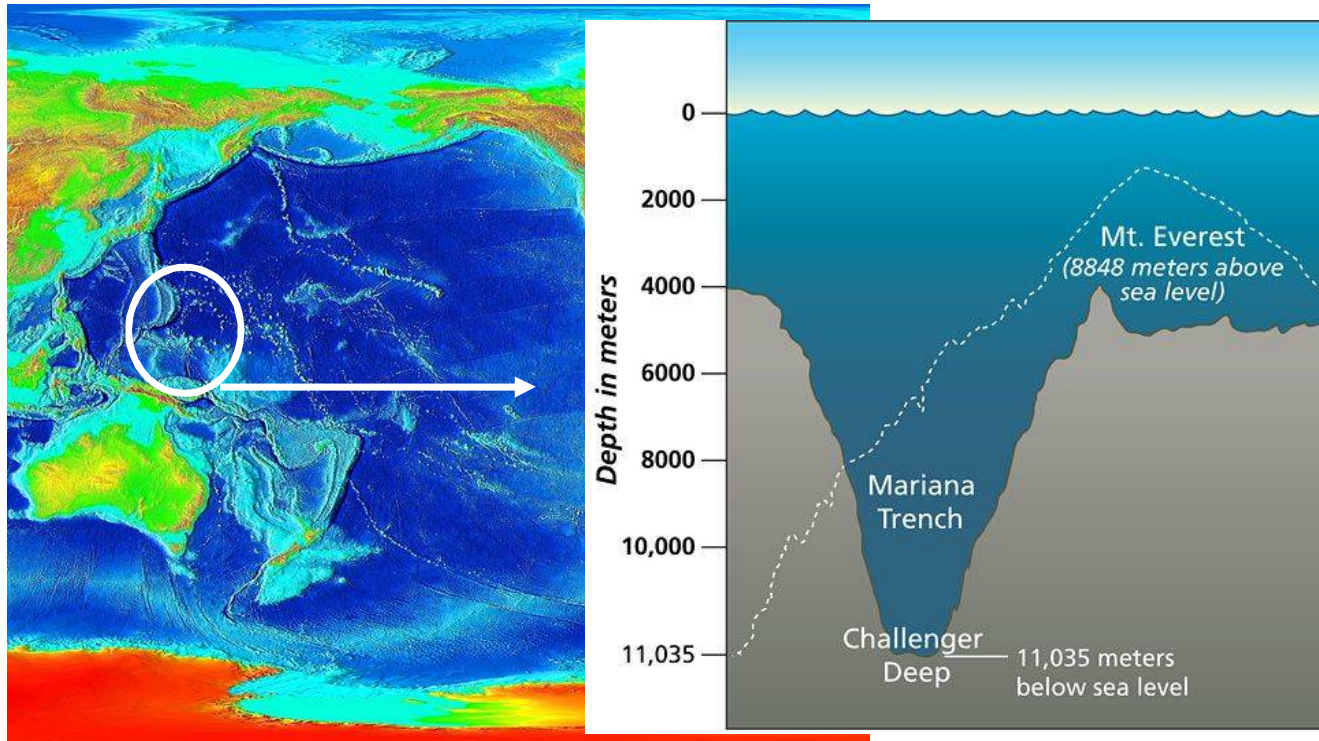 0
2000
4000
6000
8000
10,000
11,035
Depth in meters
Mt. Everest
(8848 meters above
sea level)
Mariana
Trench
Challenger
Deep
11,035 meters
below sea level